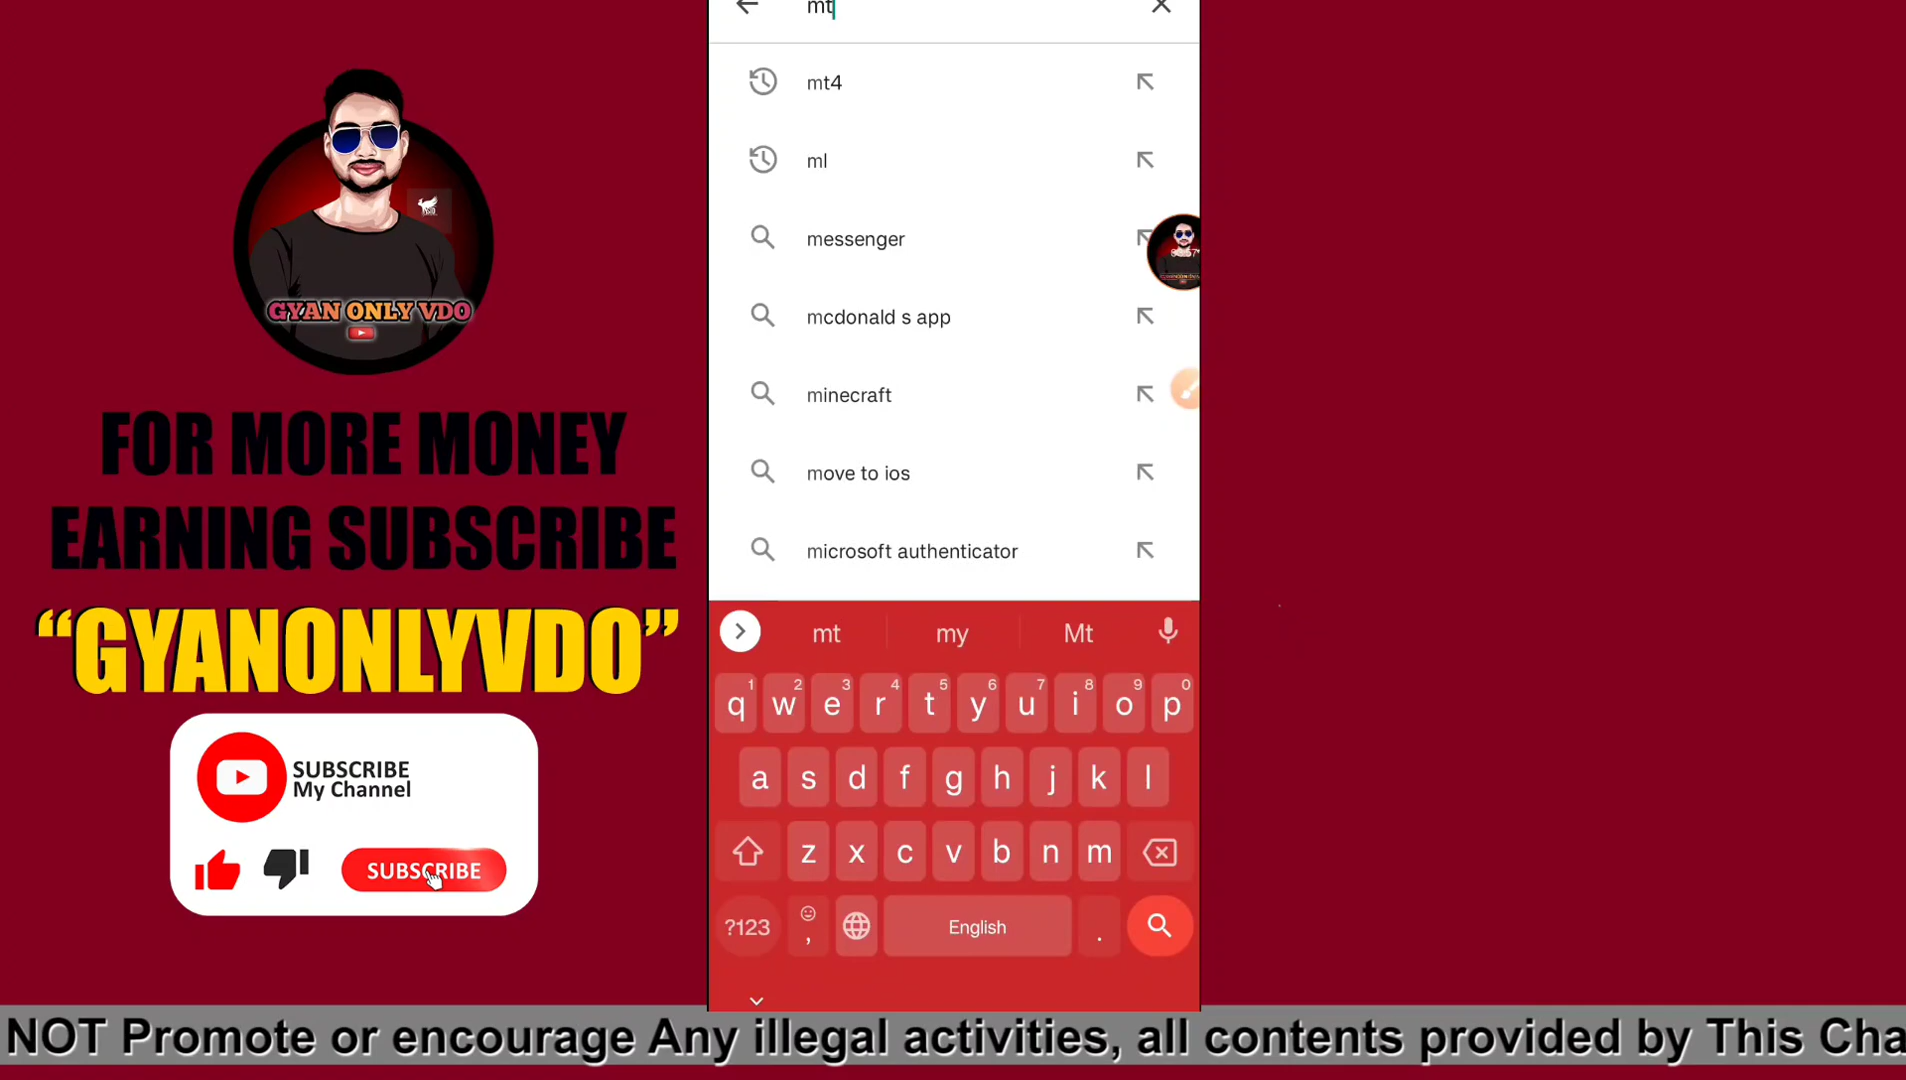 GYAN ONLY VDO
FOR MORE MONEY
EARNING SUBSCRIBE
“GYANONLYVDO”
SUBSCRIBE
My Channel
SUBSCRIBE
mt
mt4
ml
messenger
mcdonald s app
minecraft
move to ios
microsoft authenticator
mt my Mt
1 2 3 4 5 6 7 8 9 0
q w e r t y u i o p
a s d f g h j k l
z x c v b n m
?123 , English .
NOT Promote or encourage Any illegal activities, all contents provided by This Cha